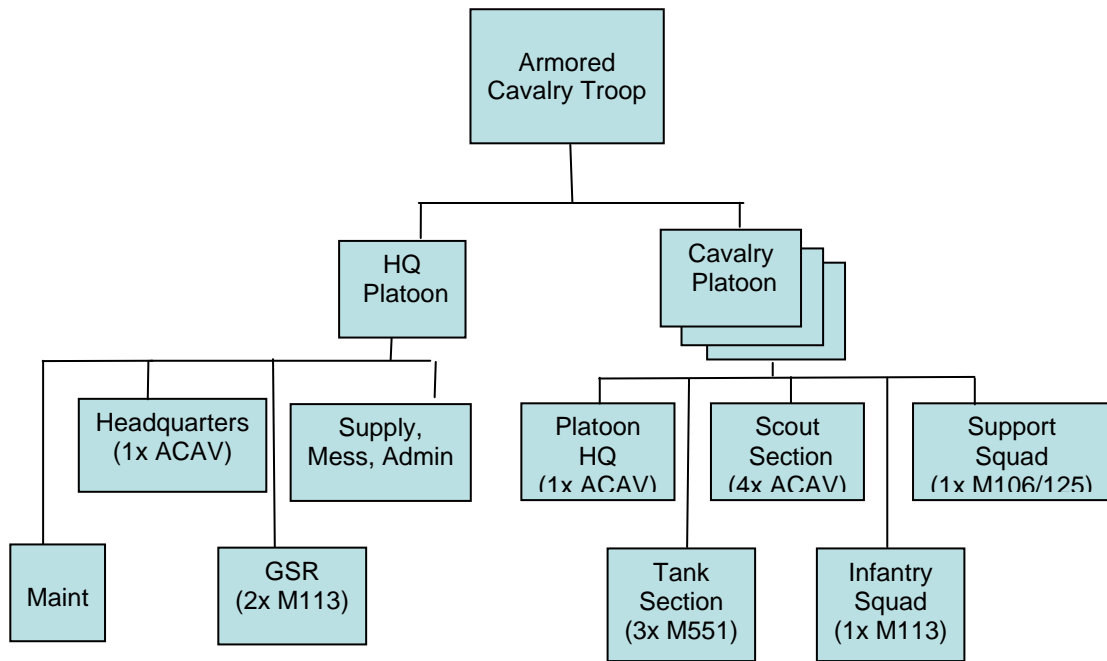 Armored
Cavalry Troop
HQ
Platoon
Cavalry
Platoon
Headquarters
(1x ACAV)
Supply,
Mess, Admin
Platoon
HQ
(1x ACAV)
Scout
Section
(4x ACAV)
Support
Squad
(1x M106/125)
Maint
GSR
(2x M113)
Tank
Section
(3x M551)
Infantry
Squad
(1x M113)